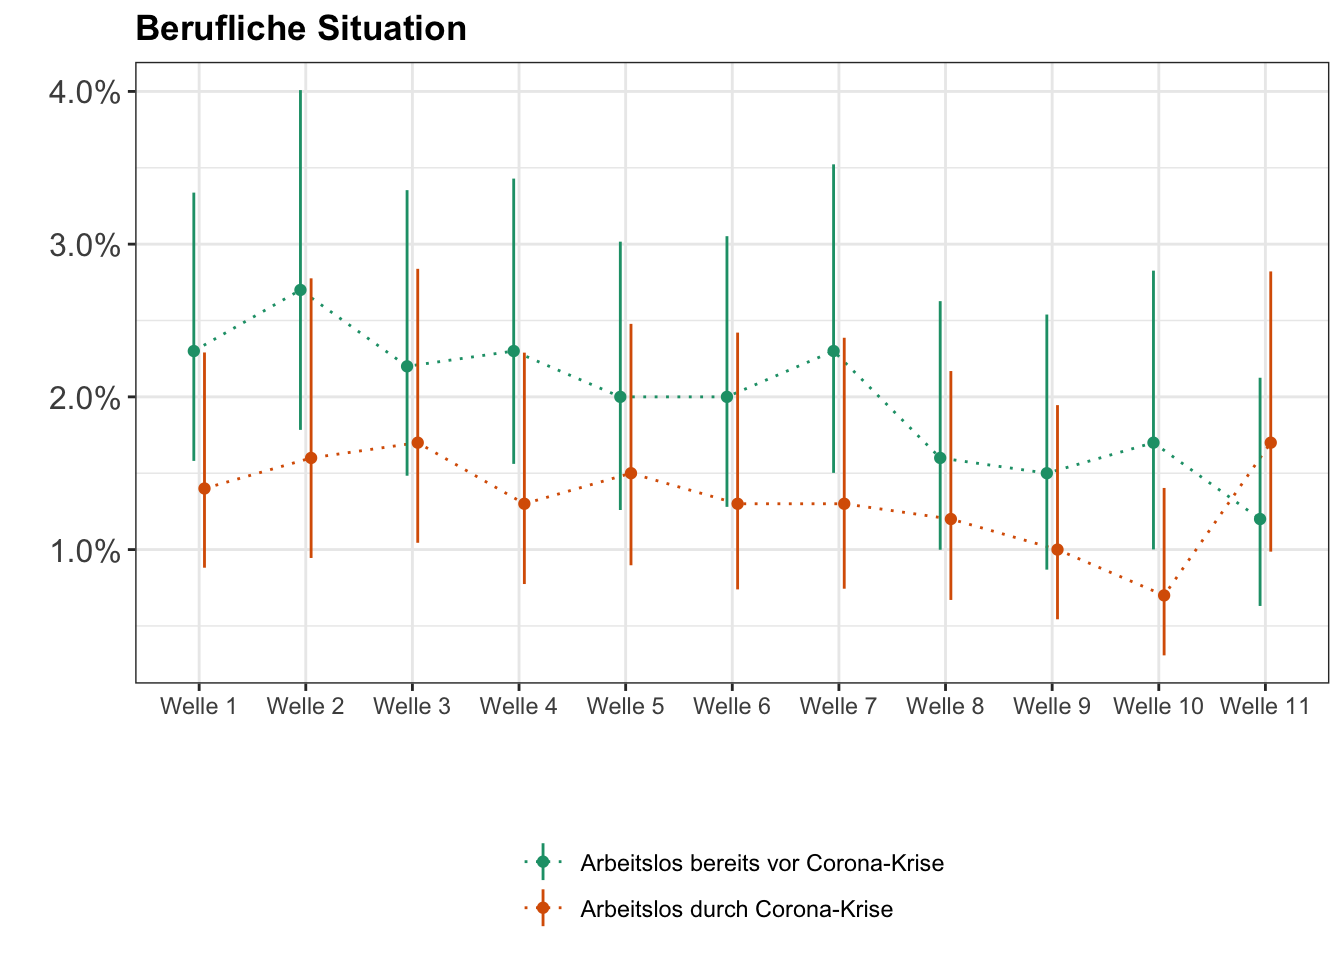 Berufliche Situation
4.0%
3.0%
2.0%
1.0%
Welle 1 Welle 2 Welle 3 Welle 4 Welle 5 Welle 6 Welle 7 Welle 8 Welle 9 Welle 10 Welle 11
Arbeitslos bereits vor Corona-Krise
Arbeitslos durch Corona-Krise